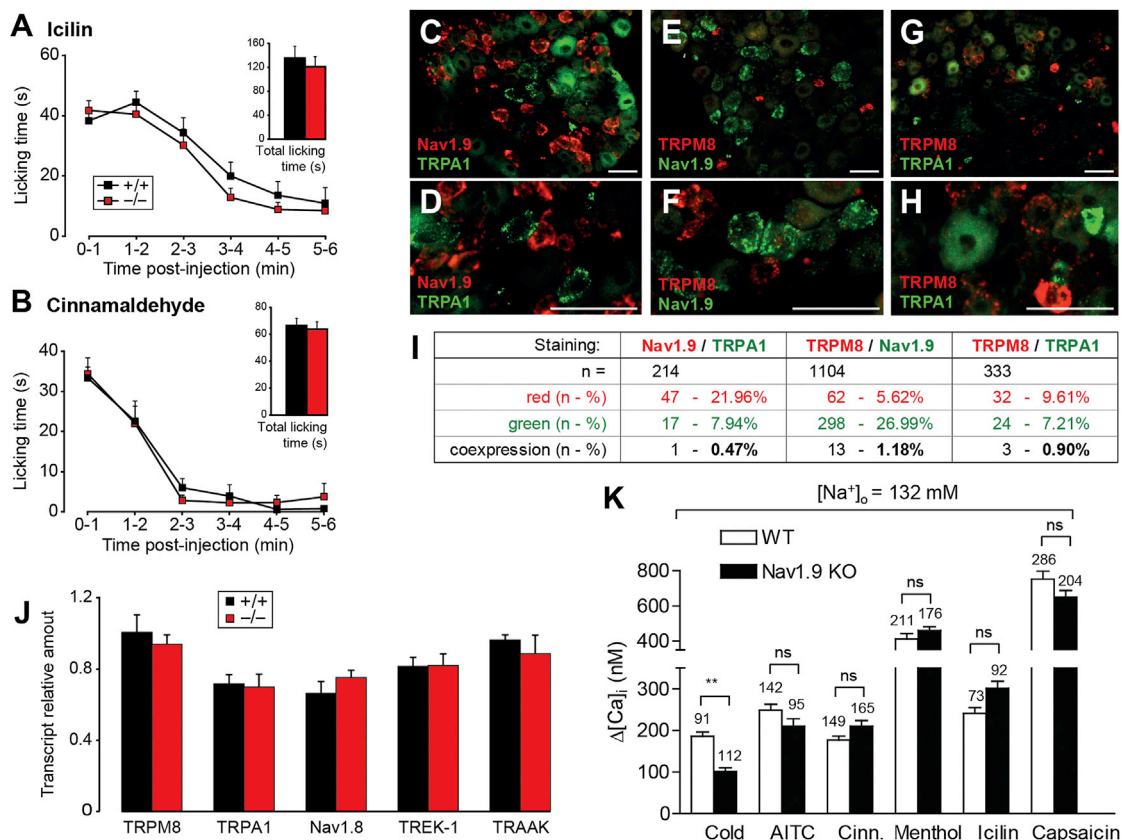 A Icilin
60
40
20
0
Licking time (s)
+/+
–/–
0-1 1-2 2-3 3-4 4-5 5-6
Time post-injection (min)
160
120
80
40
0
Total licking
time (s)
B Cinnamaldehyde
40
30
20
10
0
Licking time (s)
0-1 1-2 2-3 3-4 4-5 5-6
Time post-injection (min)
80
60
40
20
0
Total licking
time (s)
C
Nav1.9
TRPA1
E
TRPM8
Nav1.9
G
TRPM8
TRPA1
D
Nav1.9
TRPA1
F
TRPM8
Nav1.9
H
TRPM8
TRPA1
I
Staining: Nav1.9 / TRPA1 TRPM8 / Nav1.9 TRPM8 / TRPA1
n = 214 1104 333
red (n - %) 47 - 21.96% 62 - 5.62% 32 - 9.61%
green (n - %) 17 - 7.94% 298 - 26.99% 24 - 7.21%
coexpression (n - %) 1 - 0.47% 13 - 1.18% 3 - 0.90%
J
1.2
0.8
0.4
0
Transcript relative amout
+/+
–/–
TRPM8 TRPA1 Nav1.8 TREK-1 TRAAK
K
[Na+]o = 132 mM
WT
Nav1.9 KO
800
600
400
300
200
100
0
Δ[Ca]i (nM)
** ns ns ns ns ns
91 112 142 95 149 165 211 176 73 92 286 204
Cold AITC Cinn. Menthol Icilin Capsaicin